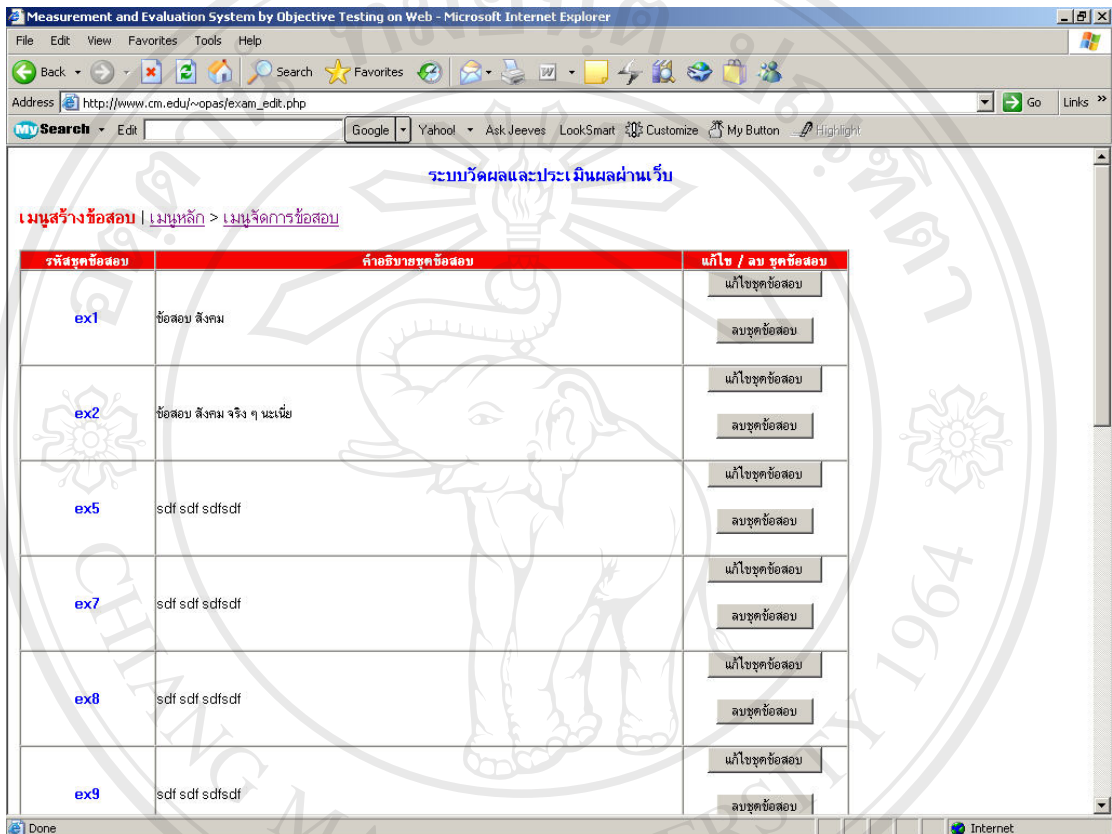 Measurement and Evaluation System by Objective Testing on Web - Microsoft Internet Explorer
File Edit View Favorites Tools Help
Back Search Favorites
Address http://www.cm.edu/~opas/exam_edit.php Go Links »
My Search Edit Google Yahoo! Ask Jeeves LookSmart Customize My Button Highlight
ระบบวัดผลและประเมินผลผ่านเว็บ
เมนูสร้างข้อสอบ | เมนูหลัก > เมนูจัดการข้อสอบ
รหัสชุดข้อสอบ คำอธิบายชุดข้อสอบ แก้ไข / ลบ ชุดข้อสอบ
แก้ไขชุดข้อสอบ
ex1 ข้อสอบ สังคม
ลบชุดข้อสอบ
แก้ไขชุดข้อสอบ
ex2 ข้อสอบ สังคม จริง ๆ นะเนี่ย
ลบชุดข้อสอบ
แก้ไขชุดข้อสอบ
ex5 sdf sdf sdfsdf
ลบชุดข้อสอบ
แก้ไขชุดข้อสอบ
ex7 sdf sdf sdfsdf
ลบชุดข้อสอบ
แก้ไขชุดข้อสอบ
ex8 sdf sdf sdfsdf
ลบชุดข้อสอบ
แก้ไขชุดข้อสอบ
ex9 sdf sdf sdfsdf
ลบชุดข้อสอบ
Done Internet